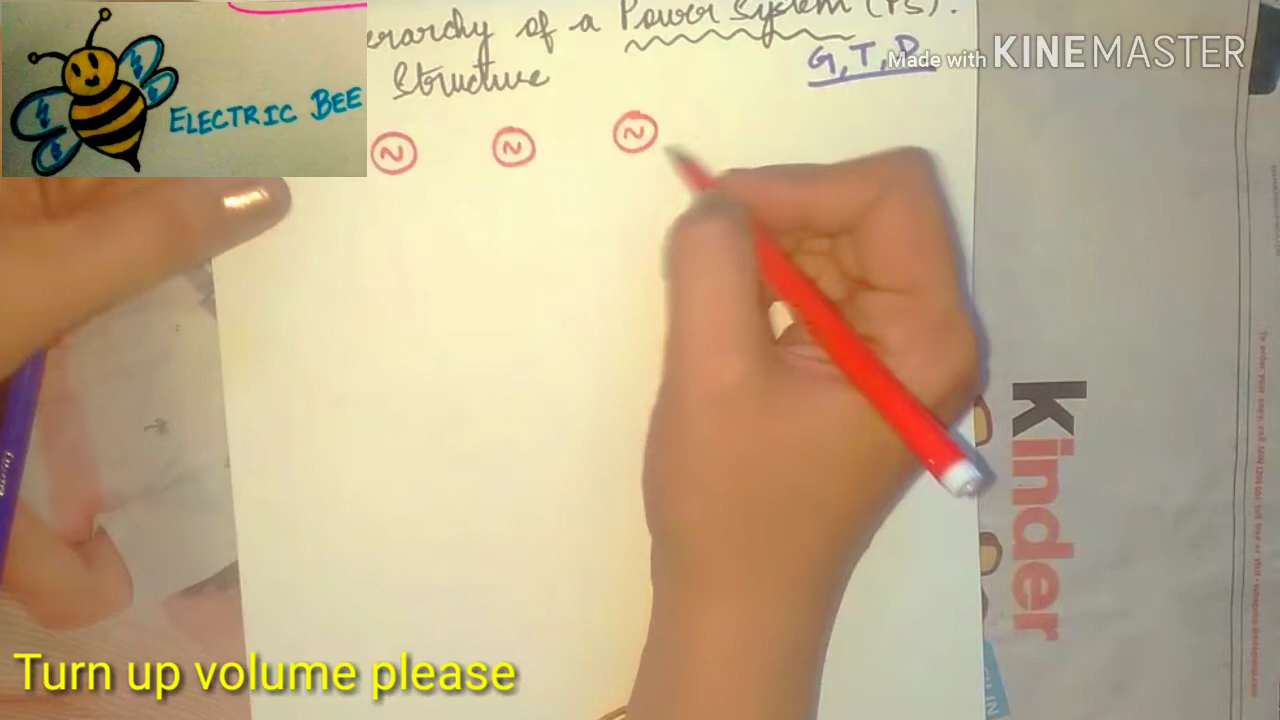 erarchy of a Power System (PS).
Structure
G, T, D
Made with KINEMASTER
ELECTRIC BEE
N
N
N
Kinder
Turn up volume please